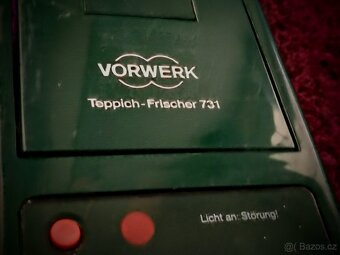 VORWERK
Teppich-Frischer 731
Licht an: Störung!
Bazos.cz